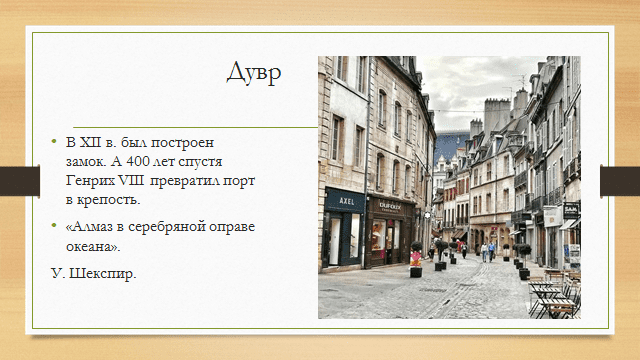 Дувр
В XII в. был построен
замок. А 400 лет спустя
Генрих VIII превратил порт
в крепость.
«Алмаз в серебряной оправе
океана».
У. Шекспир.
AXEL